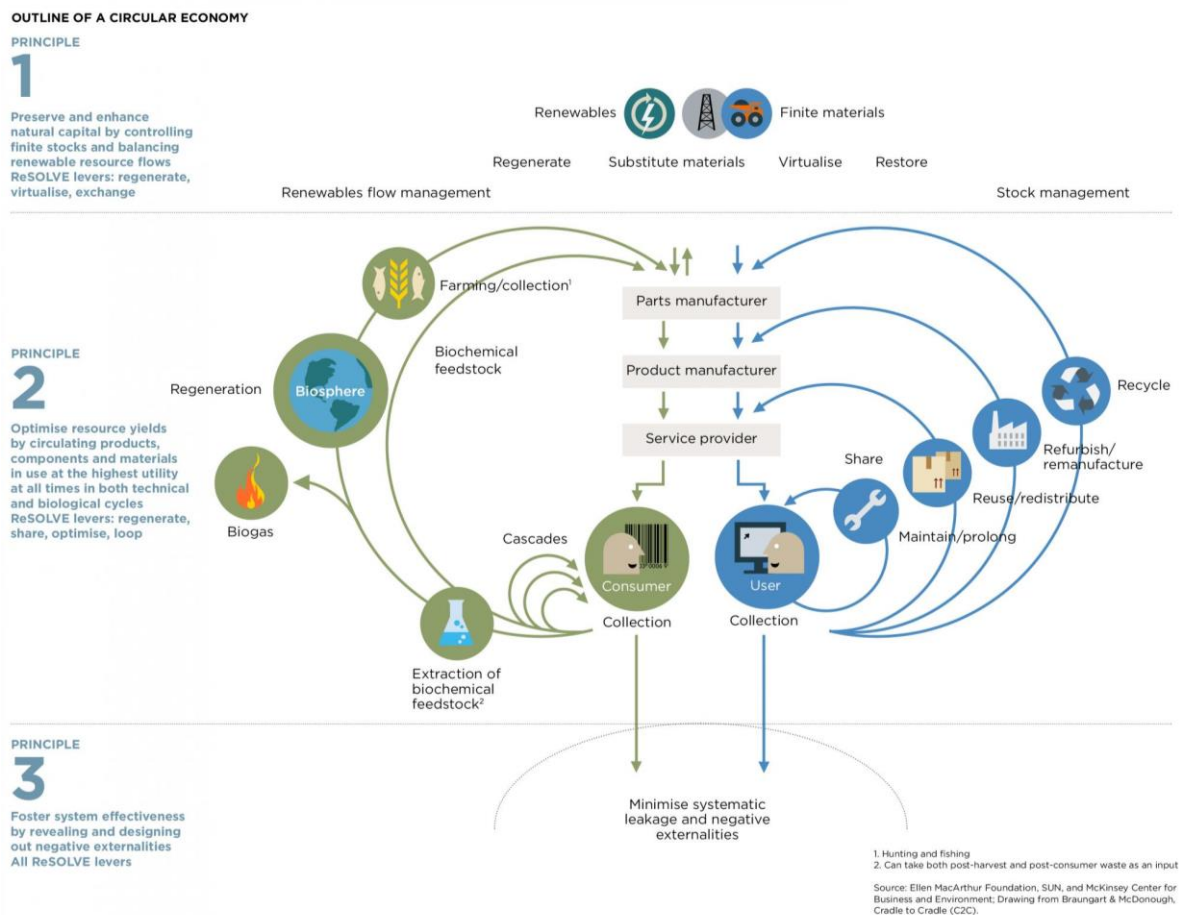 OUTLINE OF A CIRCULAR ECONOMY
PRINCIPLE
1
Preserve and enhance
natural capital by controlling
finite stocks and balancing
renewable resource flows
ReSOLVE levers: regenerate,
virtualise, exchange
Renewables
Finite materials
Regenerate
Substitute materials
Virtualise
Restore
Renewables flow management
Stock management
PRINCIPLE
2
Optimise resource yields
by circulating products,
components and materials
in use at the highest utility
at all times in both technical
and biological cycles
ReSOLVE levers: regenerate,
share, optimise, loop
Farming/collection¹
Parts manufacturer
Biochemical
feedstock
Product manufacturer
Regeneration
Biosphere
Recycle
Service provider
Refurbish/
remanufacture
Share
Reuse/redistribute
Biogas
Cascades
Maintain/prolong
Consumer
User
Collection
Collection
Extraction of
biochemical
feedstock²
PRINCIPLE
3
Foster system effectiveness
by revealing and designing
out negative externalities
All ReSOLVE levers
Minimise systematic
leakage and negative
externalities
1. Hunting and fishing
2. Can take both post-harvest and post-consumer waste as an input
Source: Ellen MacArthur Foundation, SUN, and McKinsey Center for
Business and Environment; Drawing from Braungart & McDonough,
Cradle to Cradle (C2C).